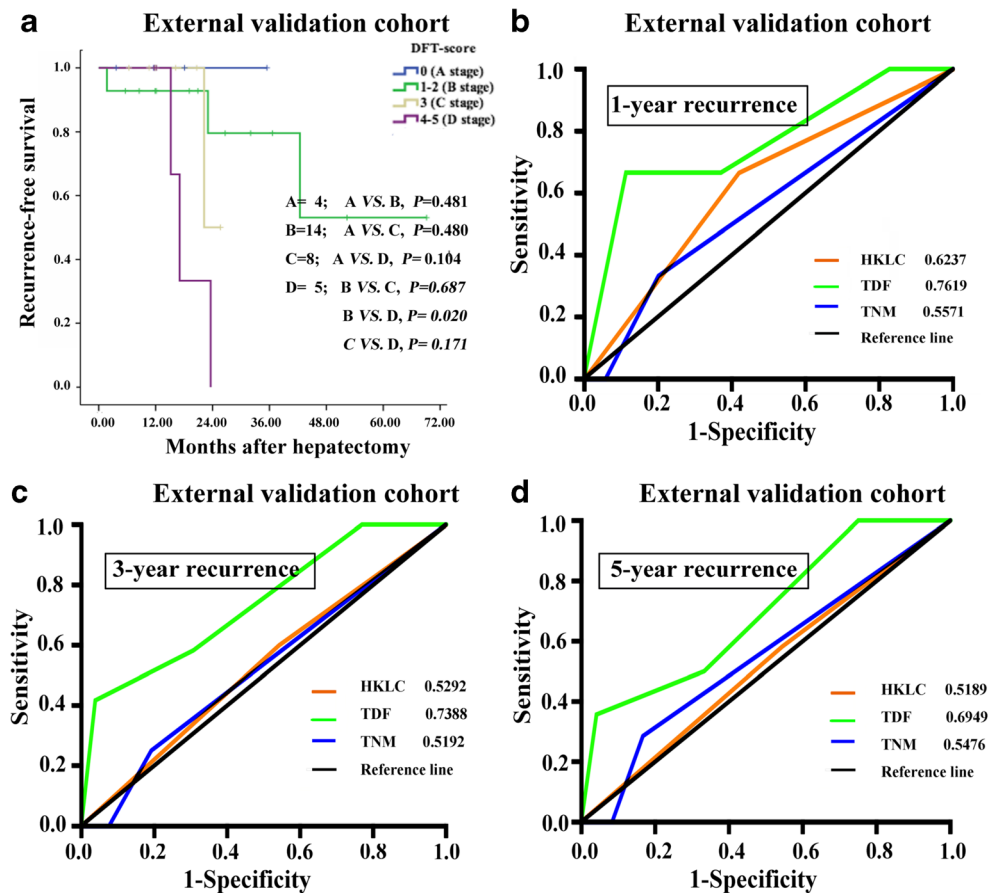 a
External validation cohort
DFT-score
0 (A stage)
1-2 (B stage)
3 (C stage)
4-5 (D stage)
Recurrence-free survival
1.0
0.8
0.6
0.4
0.2
0.0
A= 4; A VS. B, P=0.481
B=14; A VS. C, P=0.480
C=8; A VS. D, P=0.104
D= 5; B VS. C, P=0.687
B VS. D, P= 0.020
C VS. D, P= 0.171
0.00 12.00 24.00 36.00 48.00 60.00 72.00
Months after hepatectomy
b
External validation cohort
1-year recurrence
Sensitivity
1.0
0.8
0.6
0.4
0.2
0.0
HKLC 0.6237
TDF 0.7619
TNM 0.5571
Reference line
0.0 0.2 0.4 0.6 0.8 1.0
1-Specificity
c
External validation cohort
3-year recurrence
Sensitivity
1.0
0.8
0.6
0.4
0.2
0.0
HKLC 0.5292
TDF 0.7388
TNM 0.5192
Reference line
0.0 0.2 0.4 0.6 0.8 1.0
1-Specificity
d
External validation cohort
5-year recurrence
Sensitivity
1.0
0.8
0.6
0.4
0.2
0.0
HKLC 0.5189
TDF 0.6949
TNM 0.5476
Reference line
0.0 0.2 0.4 0.6 0.8 1.0
1-Specificity